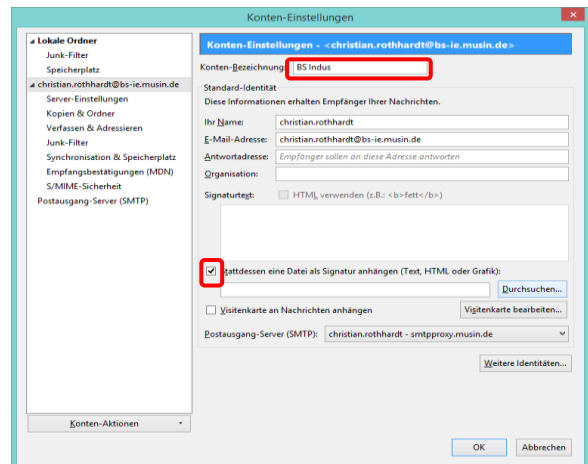 Konten-Einstellungen
Lokale Ordner
Junk-Filter
Speicherplatz
christian.rothhardt@bs-ie.musin.de
Server-Einstellungen
Kopien & Ordner
Verfassen & Adressieren
Junk-Filter
Synchronisation & Speicherplatz
Empfangsbestätigungen (MDN)
S/MIME-Sicherheit
Postausgang-Server (SMTP)
Konten-Aktionen
Konten-Einstellungen - <christian.rothhardt@bs-ie.musin.de>
Konten-Bezeichnung: BS Indus
Standard-Identität
Diese Informationen erhalten Empfänger Ihrer Nachrichten.
Ihr Name: christian.rothhardt
E-Mail-Adresse: christian.rothhardt@bs-ie.musin.de
Antwortadresse: Empfänger sollen an diese Adresse antworten
Organisation:
Signaturtext: HTML verwenden (z.B.: <b>fett</b>)
Stattdessen eine Datei als Signatur anhängen (Text, HTML oder Grafik):
Durchsuchen...
Visitenkarte an Nachrichten anhängen Visitenkarte bearbeiten...
Postausgang-Server (SMTP): christian.rothhardt - smtpproxy.musin.de
Weitere Identitäten...
OK Abbrechen